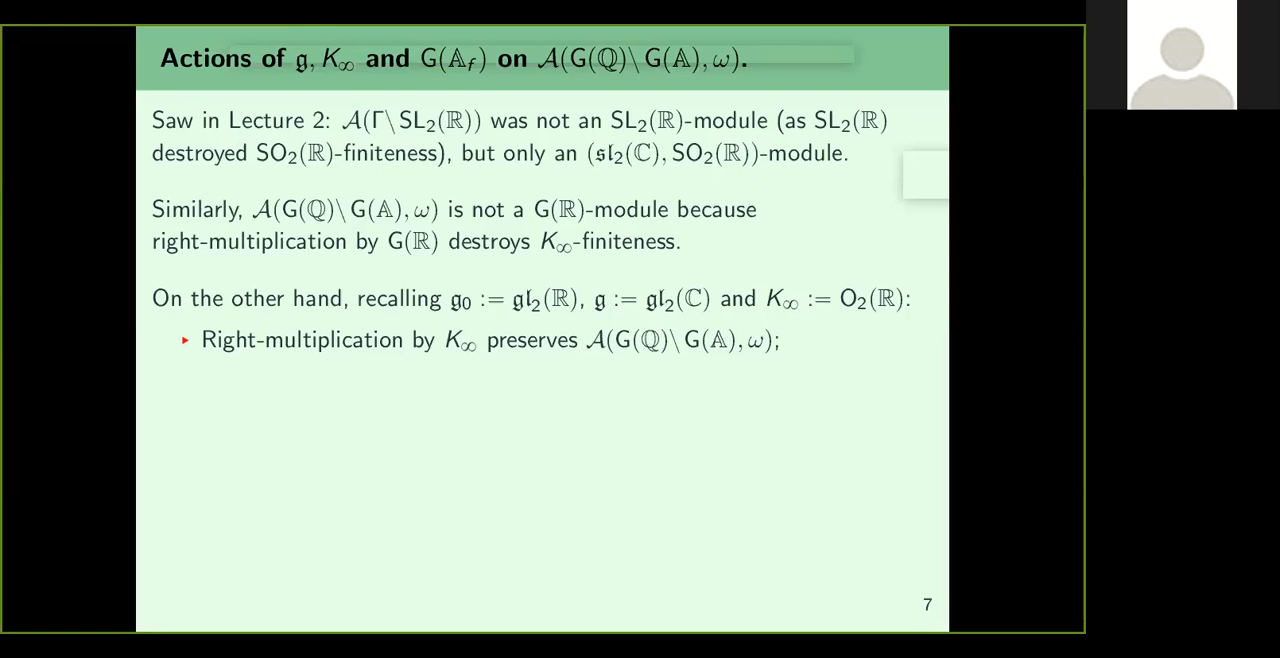 Actions of 𝔤, K∞ and G(𝔸f) on 𝒜(G(ℚ)\ G(𝔸), ω).
Saw in Lecture 2: 𝒜(Γ\ SL₂(ℝ)) was not an SL₂(ℝ)-module (as SL₂(ℝ)
destroyed SO₂(ℝ)-finiteness), but only an (𝔰𝔩₂(ℂ), SO₂(ℝ))-module.
Similarly, 𝒜(G(ℚ)\ G(𝔸), ω) is not a G(ℝ)-module because
right-multiplication by G(ℝ) destroys K∞-finiteness.
On the other hand, recalling 𝔤₀ := 𝔤𝔩₂(ℝ), 𝔤 := 𝔤𝔩₂(ℂ) and K∞ := O₂(ℝ):
▸ Right-multiplication by K∞ preserves 𝒜(G(ℚ)\ G(𝔸), ω);
7